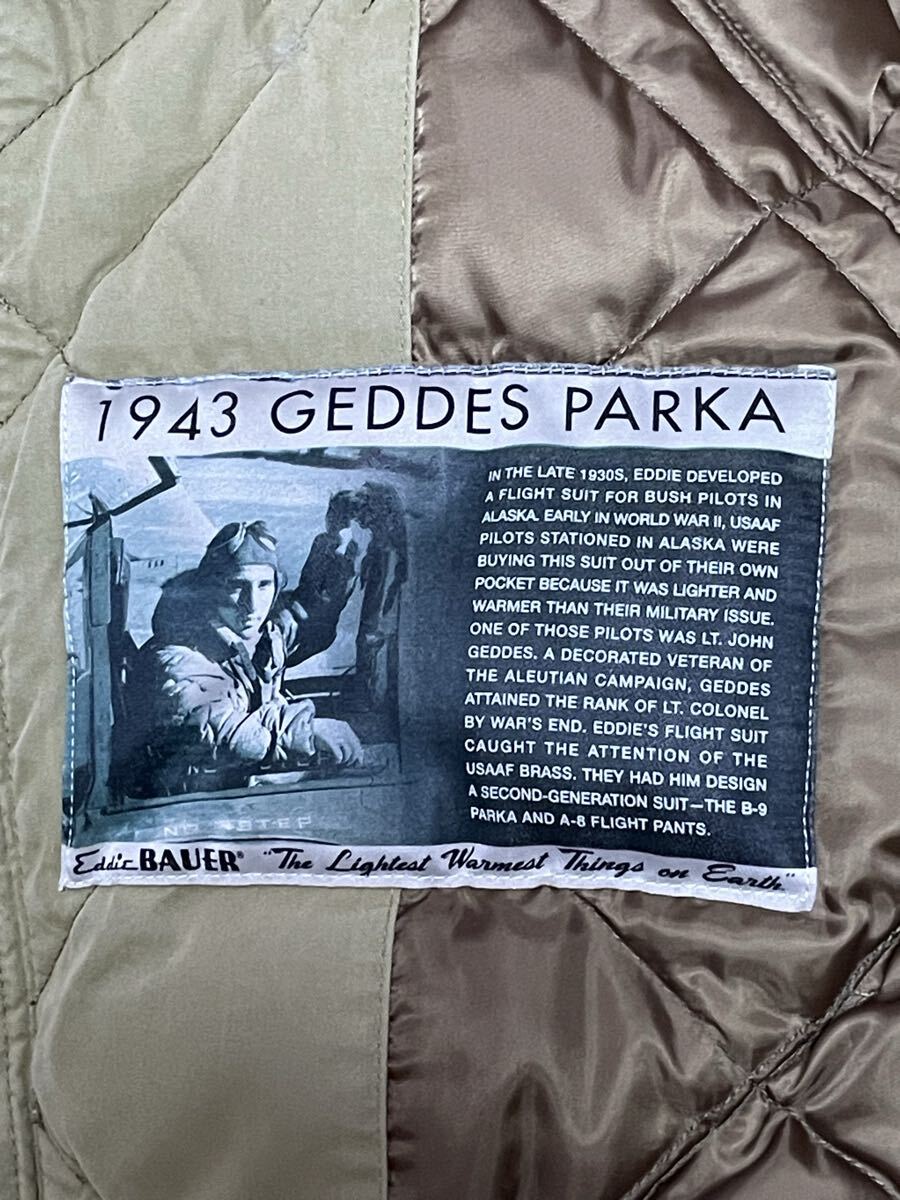 1943 GEDDES PARKA
IN THE LATE 1930S, EDDIE DEVELOPED
A FLIGHT SUIT FOR BUSH PILOTS IN
ALASKA. EARLY IN WORLD WAR II, USAAF
PILOTS STATIONED IN ALASKA WERE
BUYING THIS SUIT OUT OF THEIR OWN
POCKET BECAUSE IT WAS LIGHTER AND
WARMER THAN THEIR MILITARY ISSUE.
ONE OF THOSE PILOTS WAS LT. JOHN
GEDDES. A DECORATED VETERAN OF
THE ALEUTIAN CAMPAIGN, GEDDES
ATTAINED THE RANK OF LT. COLONEL
BY WAR'S END. EDDIE'S FLIGHT SUIT
CAUGHT THE ATTENTION OF THE
USAAF BRASS. THEY HAD HIM DESIGN
A SECOND-GENERATION SUIT—THE B-9
PARKA AND A-8 FLIGHT PANTS.
NO STEP
Eddie BAUER® "The Lightest Warmest Things on Earth"